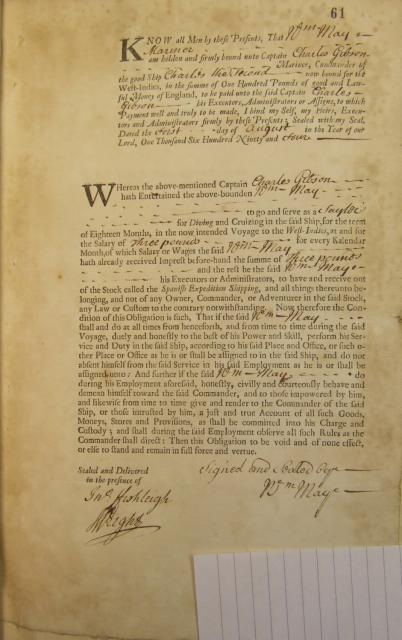 61
KNOW all Men by these Presents, That Wm May
Marinor am holden and firmly bound unto Captain Charles Gibson
Mariner, Commander of
the good Ship Charles the Second now bound for the
West-Indies, in the summe of One Hundred Pounds of good and Law-
ful Money of England, to be paid unto the said Captain Charles
Gibson his Executors, Administrators or Assigns, to which
Payment well and truly to be made, I bind my Self, my Heirs, Execu-
tors and Administrators firmly by these Presents; Sealed with my Seal,
Dated the first day of August in the Year of our
Lord, One Thousand Six Hundred Ninety and four
WHereas the above-mentioned Captain Charles Gibson
hath Entertained the above-bounden Wm May
to go and serve as a Saylor
for Diving and Cruizing in the said Ship, for the term
of Eighteen Months, in the now intended Voyage to the West-Indies, at and for
the Salary of three pounds for every Kalendar
Month, of which Salary or Wages the said Wm May
hath already received Imprest before-hand the summe of three pounds
and the rest he the said Wm May
his Executors or Administrators, to have and receive out
of the Stock called the Spanish Expedition Shipping, and all things thereunto be-
longing, and not of any Owner, Commander, or Adventurer in the said Stock,
any Law or Custom to the contrary notwithstanding. Now therefore the Con-
dition of this Obligation is such, That if the said Wm May
shall and do at all times from henceforth, and from time to time during the said
Voyage, duely and honestly to the best of his Power and Skill, perform his Ser-
vice and Duty in the said Ship, according to his said Place and Office, or such o-
ther Place or Office as he is or shall be assigned to in the said Ship, and do not
absent himself from the said Service in his said Employment as he is or shall be
assigned unto: And further if the said Wm May do
during his Employment aforesaid, honestly, civilly and courteously behave and
demean himself toward the said Commander, and to those impowered by him,
and likewise from time to time give and render to the Commander of the said
Ship, or those intrusted by him, a just and true Account of all such Goods,
Moneys, Stores and Provisions, as shall be committed into his Charge and
Custody; and shall during the said Employment observe all such Rules as the
Commander shall direct: Then this Obligation to be void and of none effect,
or else to stand and remain in full force and vertue.
Sealed and Delivered
in the presence of
Signed and Sealed by
Wm May
Jno Ashleigh
Wright